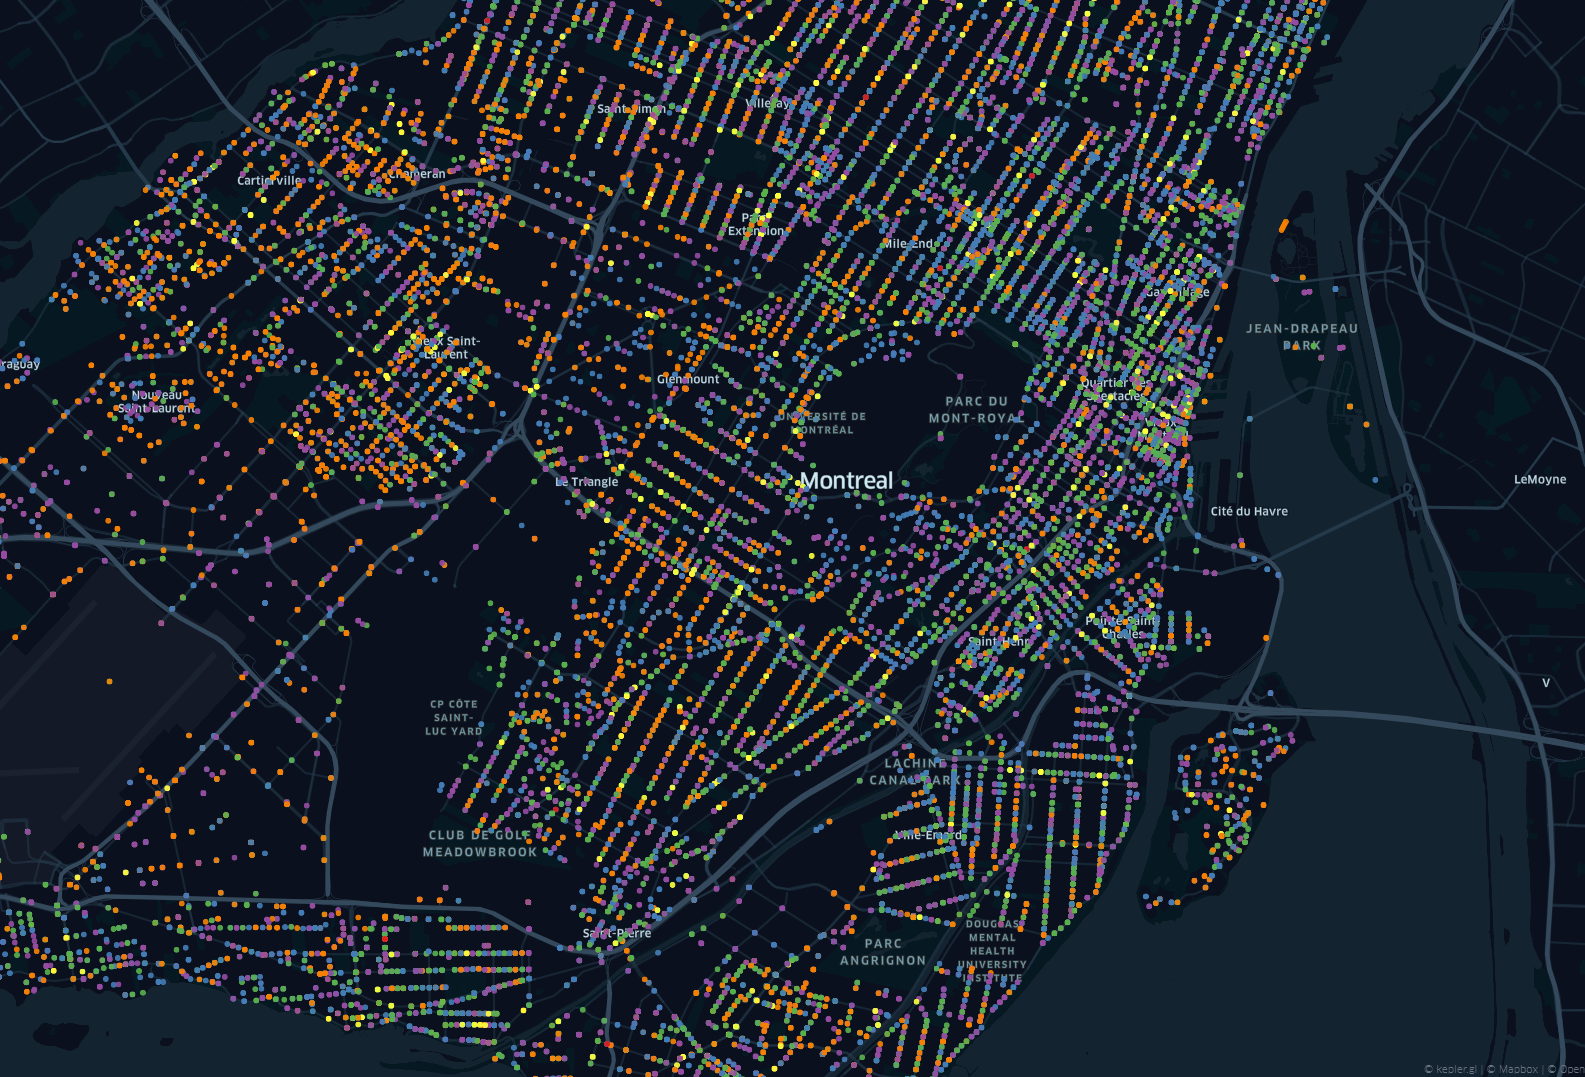 Saint-Simon
Villeray
Cartierville
Chameran
Parc-
Extension
Mile End
Gay Village
JEAN-DRAPEAU
PARK
Vieux Saint-
Laurent
raguay
Glenmount
Nouveau
Saint-Laurent
Quartier des
Spectacles
PARC DU
MONT-ROYAL
UNIVERSITÉ DE
MONTRÉAL
Vieux
Montreal
Le Triangle
LeMoyne
Cité du Havre
Pointe-Saint-
Charles
Saint-Henri
V
CP CÔTE
SAINT-
LUC YARD
LACHINE
CANAL PARK
CLUB DE GOLF
MEADOWBROOK
Ville-Émard
Saint-Pierre
DOUGLAS
MENTAL
HEALTH
UNIVERSITY
INSTITUTE
PARC
ANGRIGNON
© kepler.gl | © Mapbox | © Open